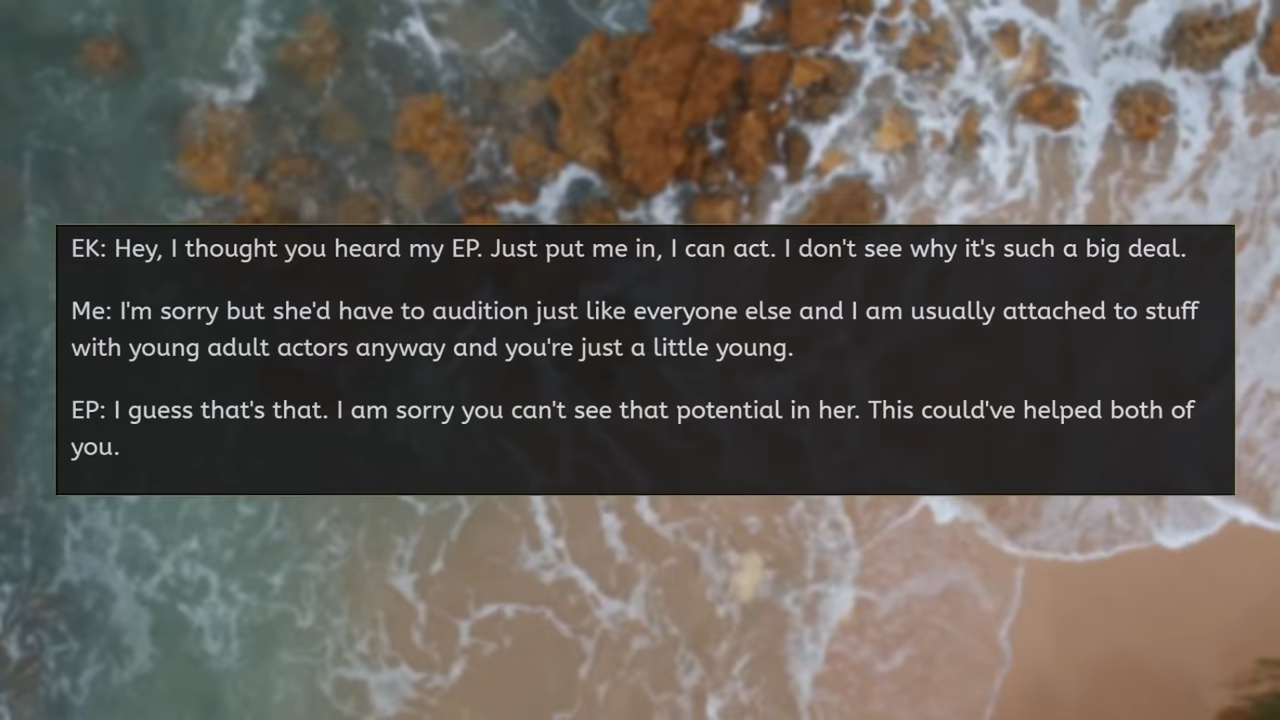 EK: Hey, I thought you heard my EP. Just put me in, I can act. I don't see why it's such a big deal.
Me: I'm sorry but she'd have to audition just like everyone else and I am usually attached to stuff
with young adult actors anyway and you're just a little young.
EP: I guess that's that. I am sorry you can't see that potential in her. This could've helped both of
you.